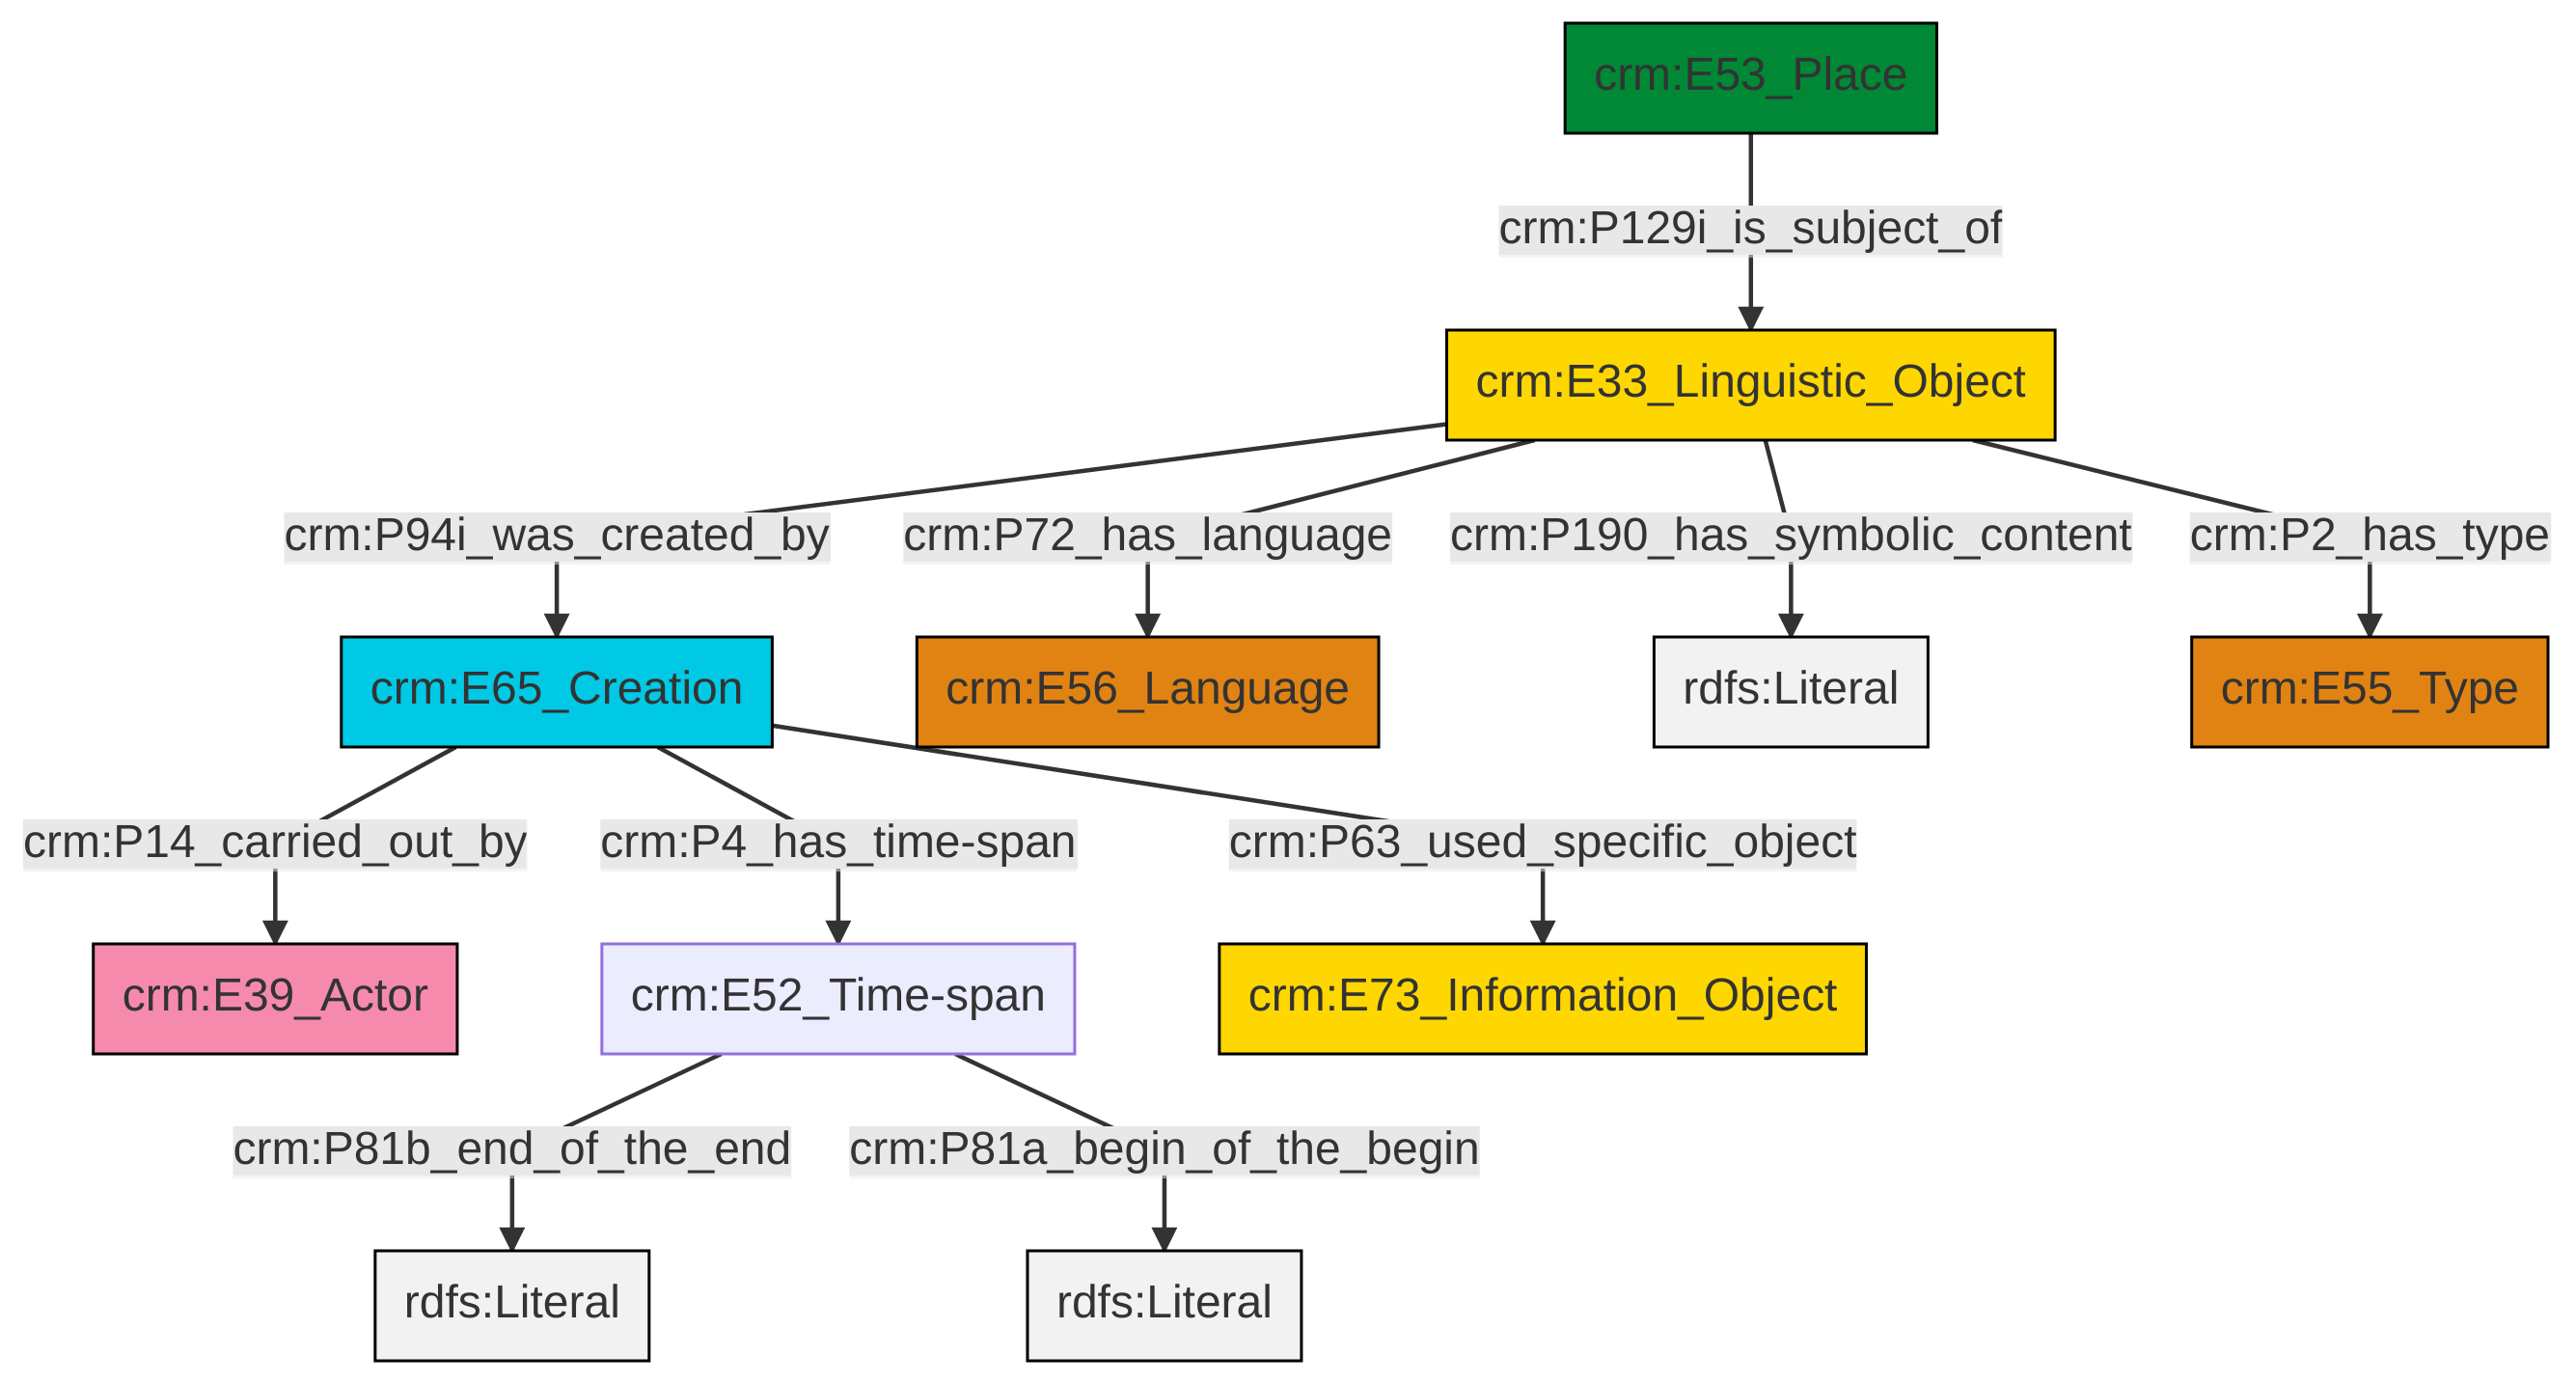 crm:E53_Place
crm:P129i_is_subject_of
crm:E33_Linguistic_Object
crm:P94i_was_created_by
crm:P72_has_language
crm:P190_has_symbolic_content
crm:P2_has_type
crm:E65_Creation
crm:E56_Language
rdfs:Literal
crm:E55_Type
crm:P14_carried_out_by
crm:P4_has_time-span
crm:P63_used_specific_object
crm:E39_Actor
crm:E52_Time-span
crm:E73_Information_Object
crm:P81b_end_of_the_end
crm:P81a_begin_of_the_begin
rdfs:Literal
rdfs:Literal